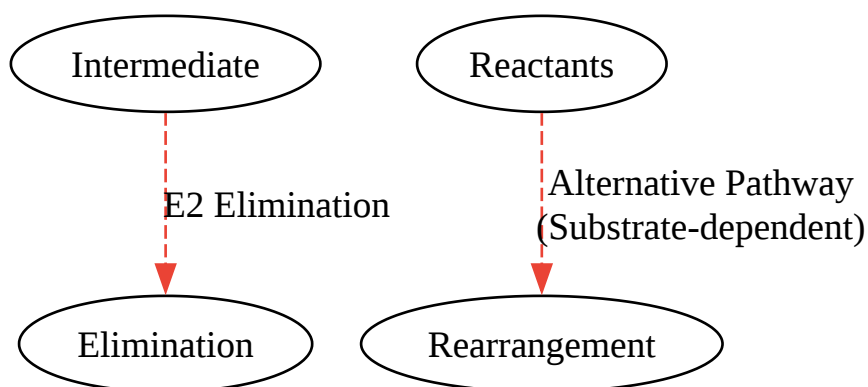 Intermediate
Reactants
E2 Elimination
Alternative Pathway
(Substrate-dependent)
Elimination
Rearrangement